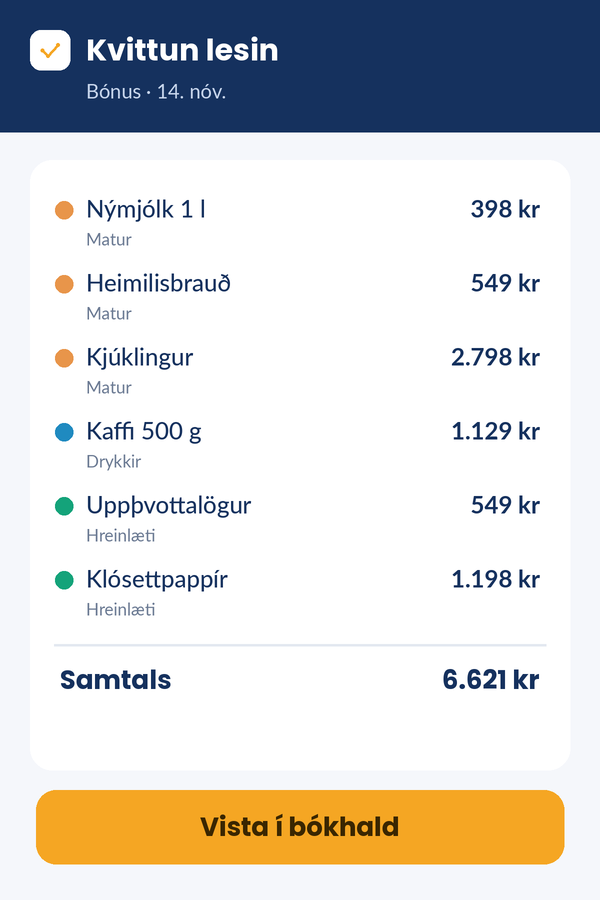 Kvittun lesin
Bónus · 14. nóv.
Nýmjólk 1 l 398 kr
Matur
Heimilisbrauð 549 kr
Matur
Kjúklingur 2.798 kr
Matur
Kaffi 500 g 1.129 kr
Drykkir
Uppþvottalögur 549 kr
Hreinlæti
Klósettpappír 1.198 kr
Hreinlæti
Samtals 6.621 kr
Vista í bókhald